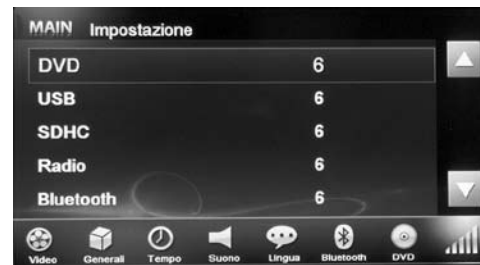 MAIN Impostazione
DVD 6
USB 6
SDHC 6
Radio 6
Bluetooth 6
Video Generali Tempo Suono Lingua Bluetooth DVD